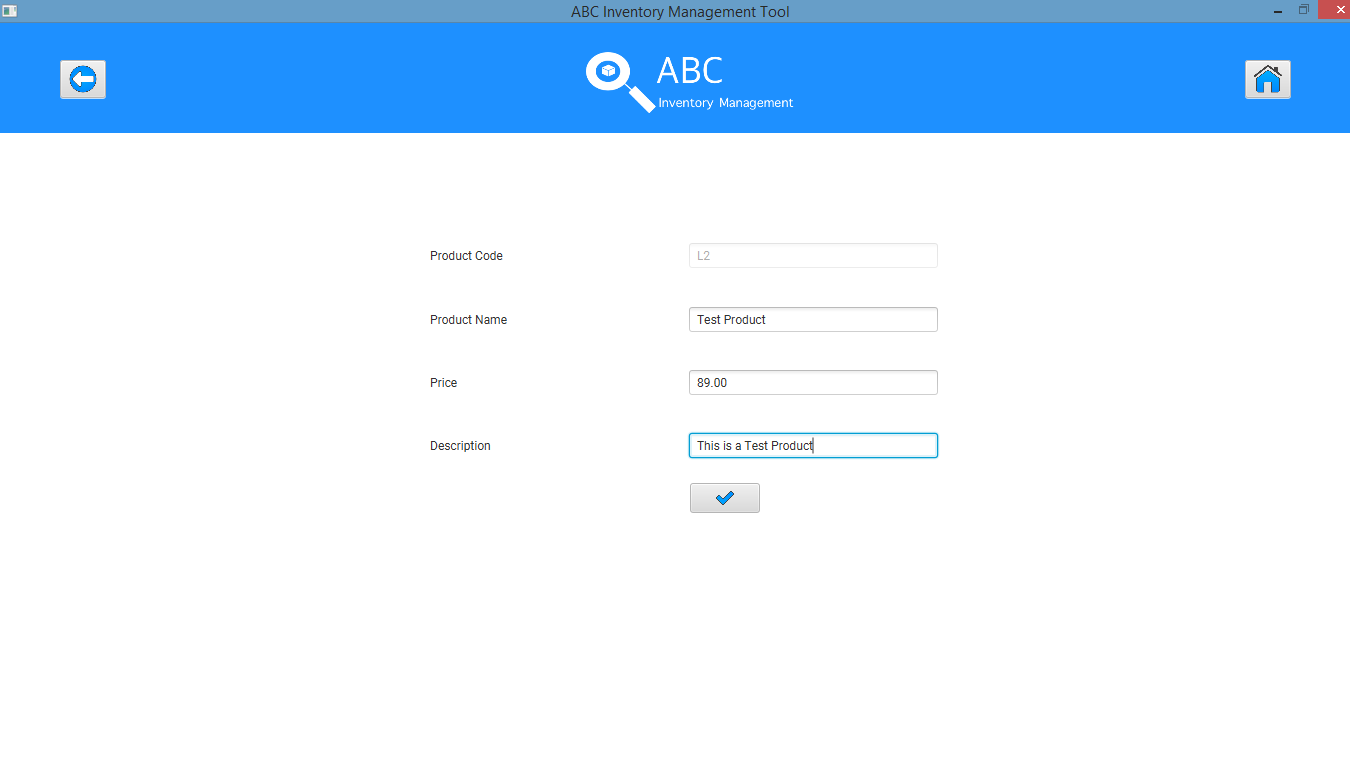 ABC Inventory Management Tool
ABC
Inventory Management
Product Code L2
Product Name Test Product
Price 89.00
Description This is a Test Product